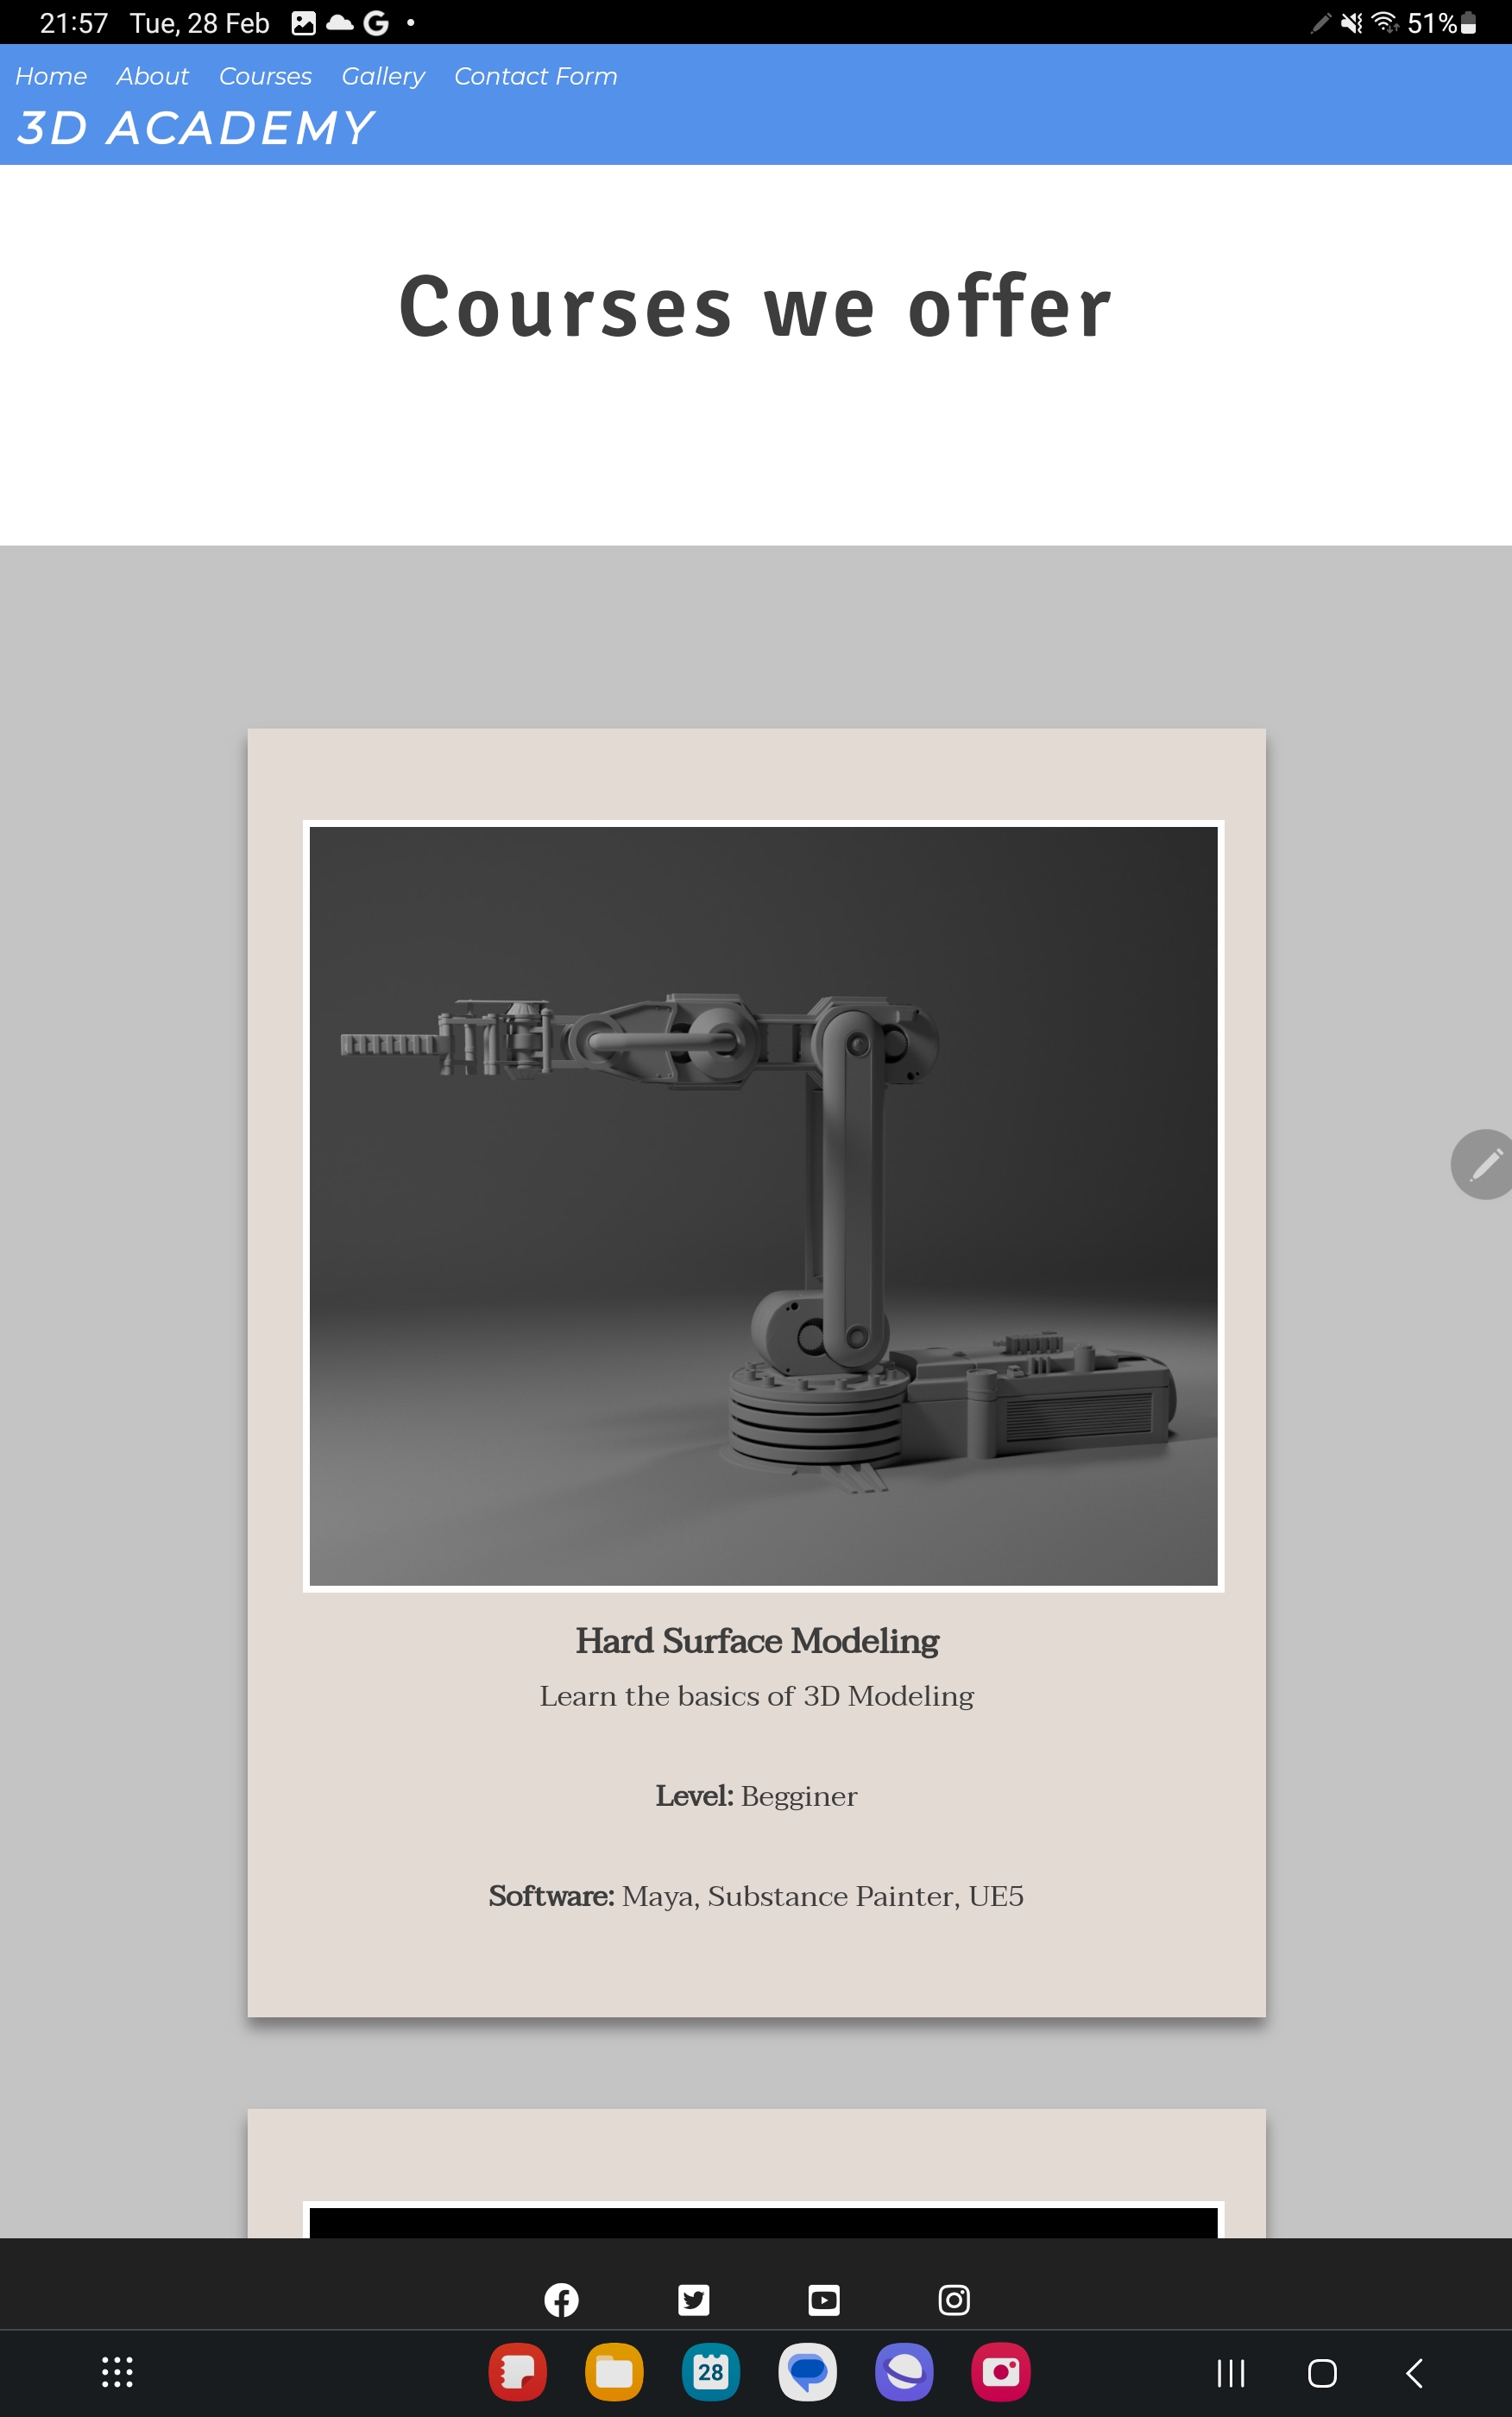 21:57 Tue, 28 Feb
51%
Home About Courses Gallery Contact Form
3D ACADEMY
Courses we offer
Hard Surface Modeling
Learn the basics of 3D Modeling
Level: Begginer
Software: Maya, Substance Painter, UE5
28